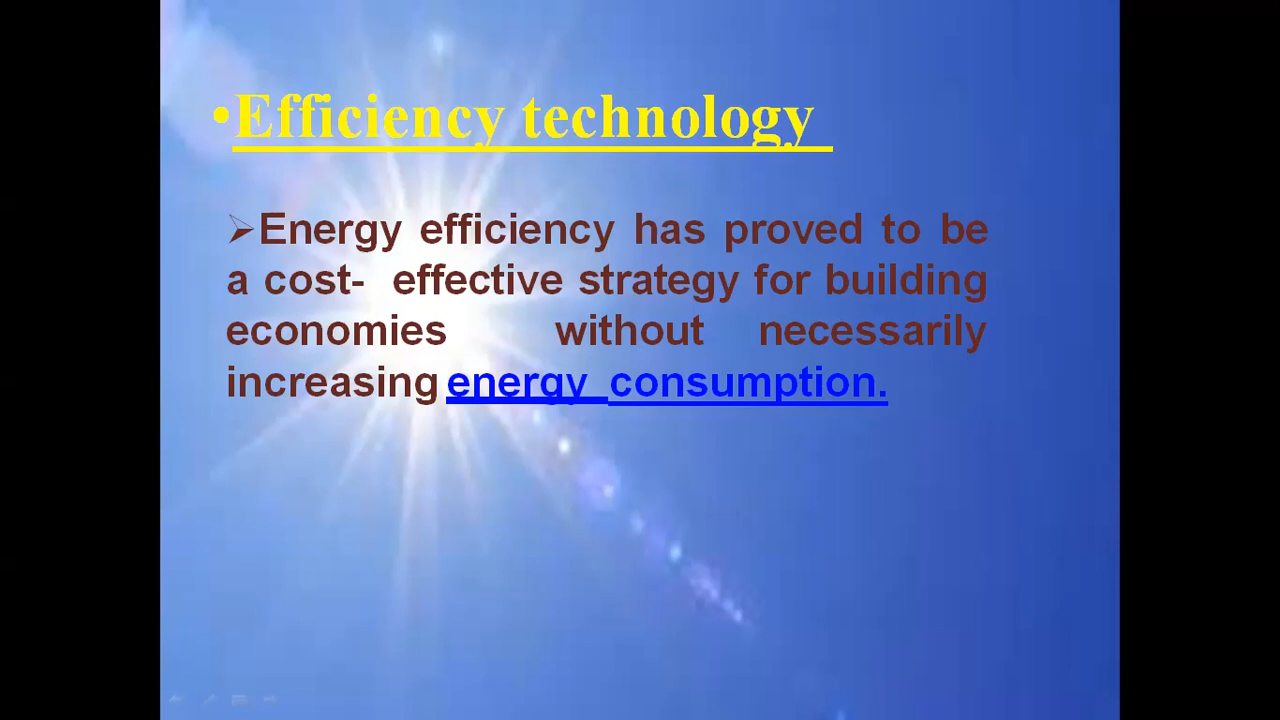 •Efficiency technology
➢Energy efficiency has proved to be
a cost- effective strategy for building
economies without necessarily
increasing energy consumption.